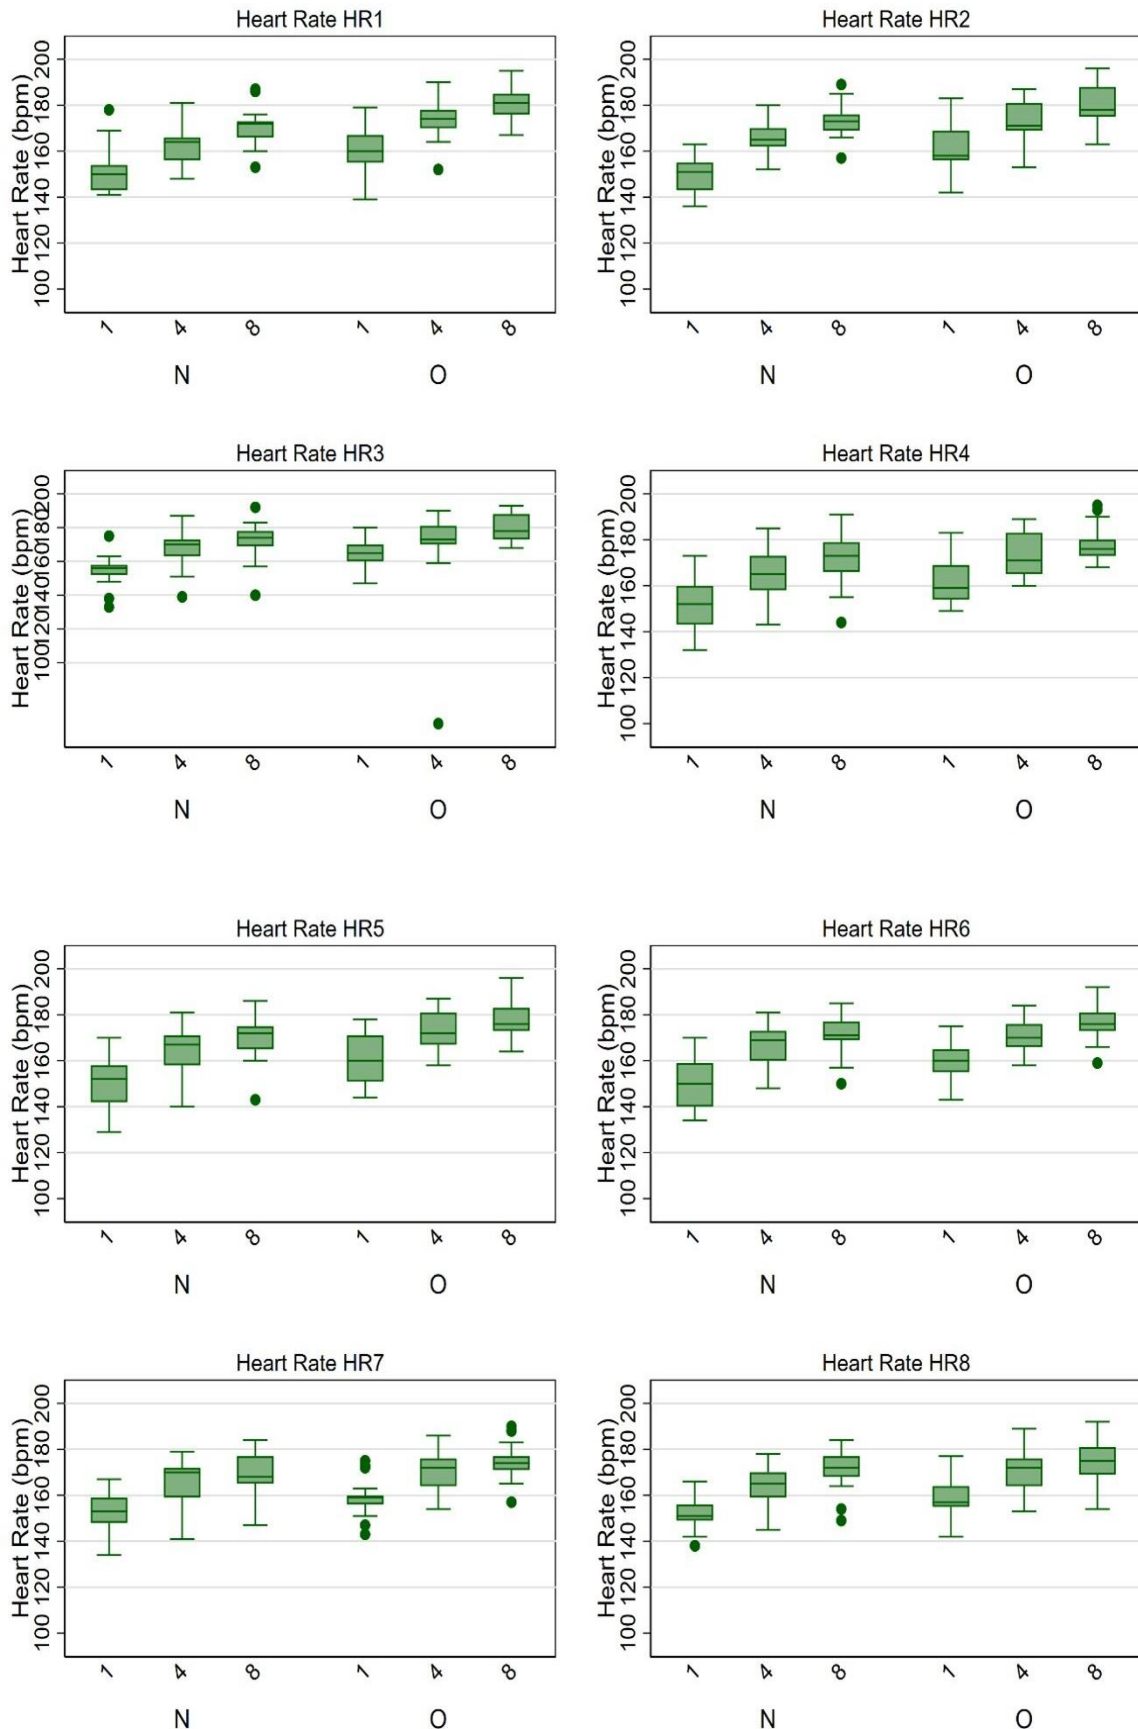 Heart Rate HR1
Heart Rate (bpm)
100 120 140 160 180 200
1 4 8 1 4 8
N O
Heart Rate HR2
Heart Rate (bpm)
100 120 140 160 180 200
1 4 8 1 4 8
N O
Heart Rate HR3
Heart Rate (bpm)
100 120 140 160 180 200
1 4 8 1 4 8
N O
Heart Rate HR4
Heart Rate (bpm)
100 120 140 160 180 200
1 4 8 1 4 8
N O
Heart Rate HR5
Heart Rate (bpm)
100 120 140 160 180 200
1 4 8 1 4 8
N O
Heart Rate HR6
Heart Rate (bpm)
100 120 140 160 180 200
1 4 8 1 4 8
N O
Heart Rate HR7
Heart Rate (bpm)
100 120 140 160 180 200
1 4 8 1 4 8
N O
Heart Rate HR8
Heart Rate (bpm)
100 120 140 160 180 200
1 4 8 1 4 8
N O